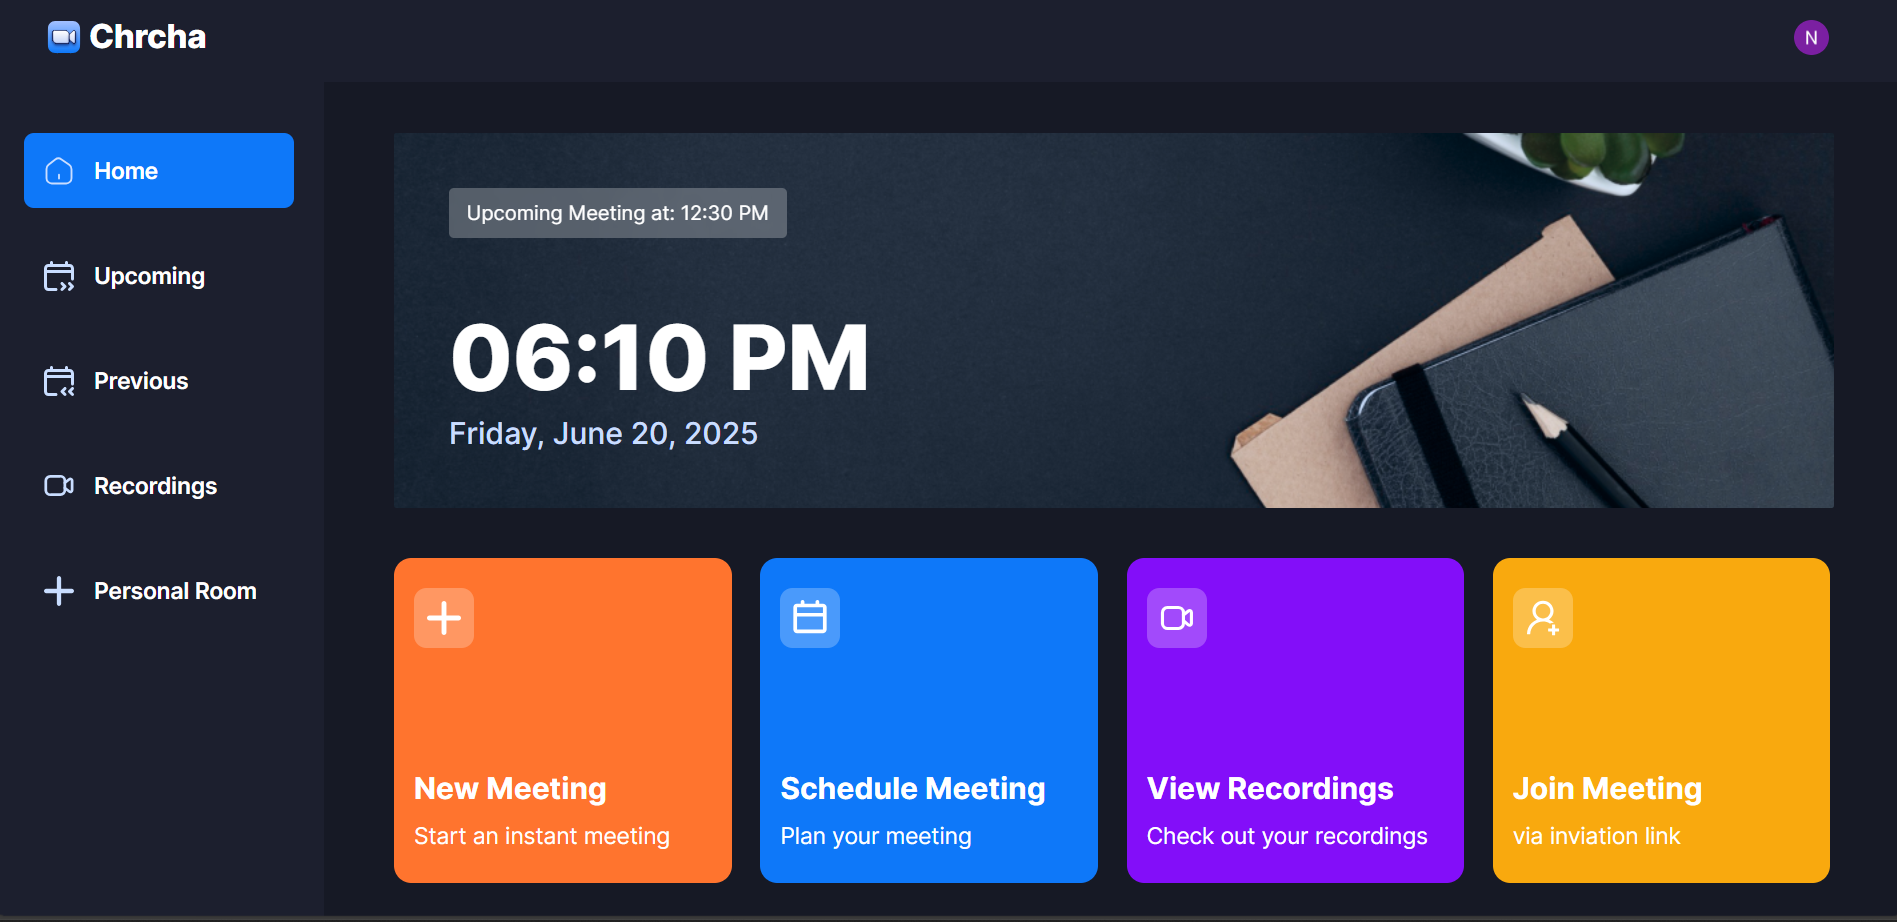 Chrcha
N
Home
Upcoming
Previous
Recordings
Personal Room
Upcoming Meeting at: 12:30 PM
06:10 PM
Friday, June 20, 2025
New Meeting
Start an instant meeting
Schedule Meeting
Plan your meeting
View Recordings
Check out your recordings
Join Meeting
via inviation link